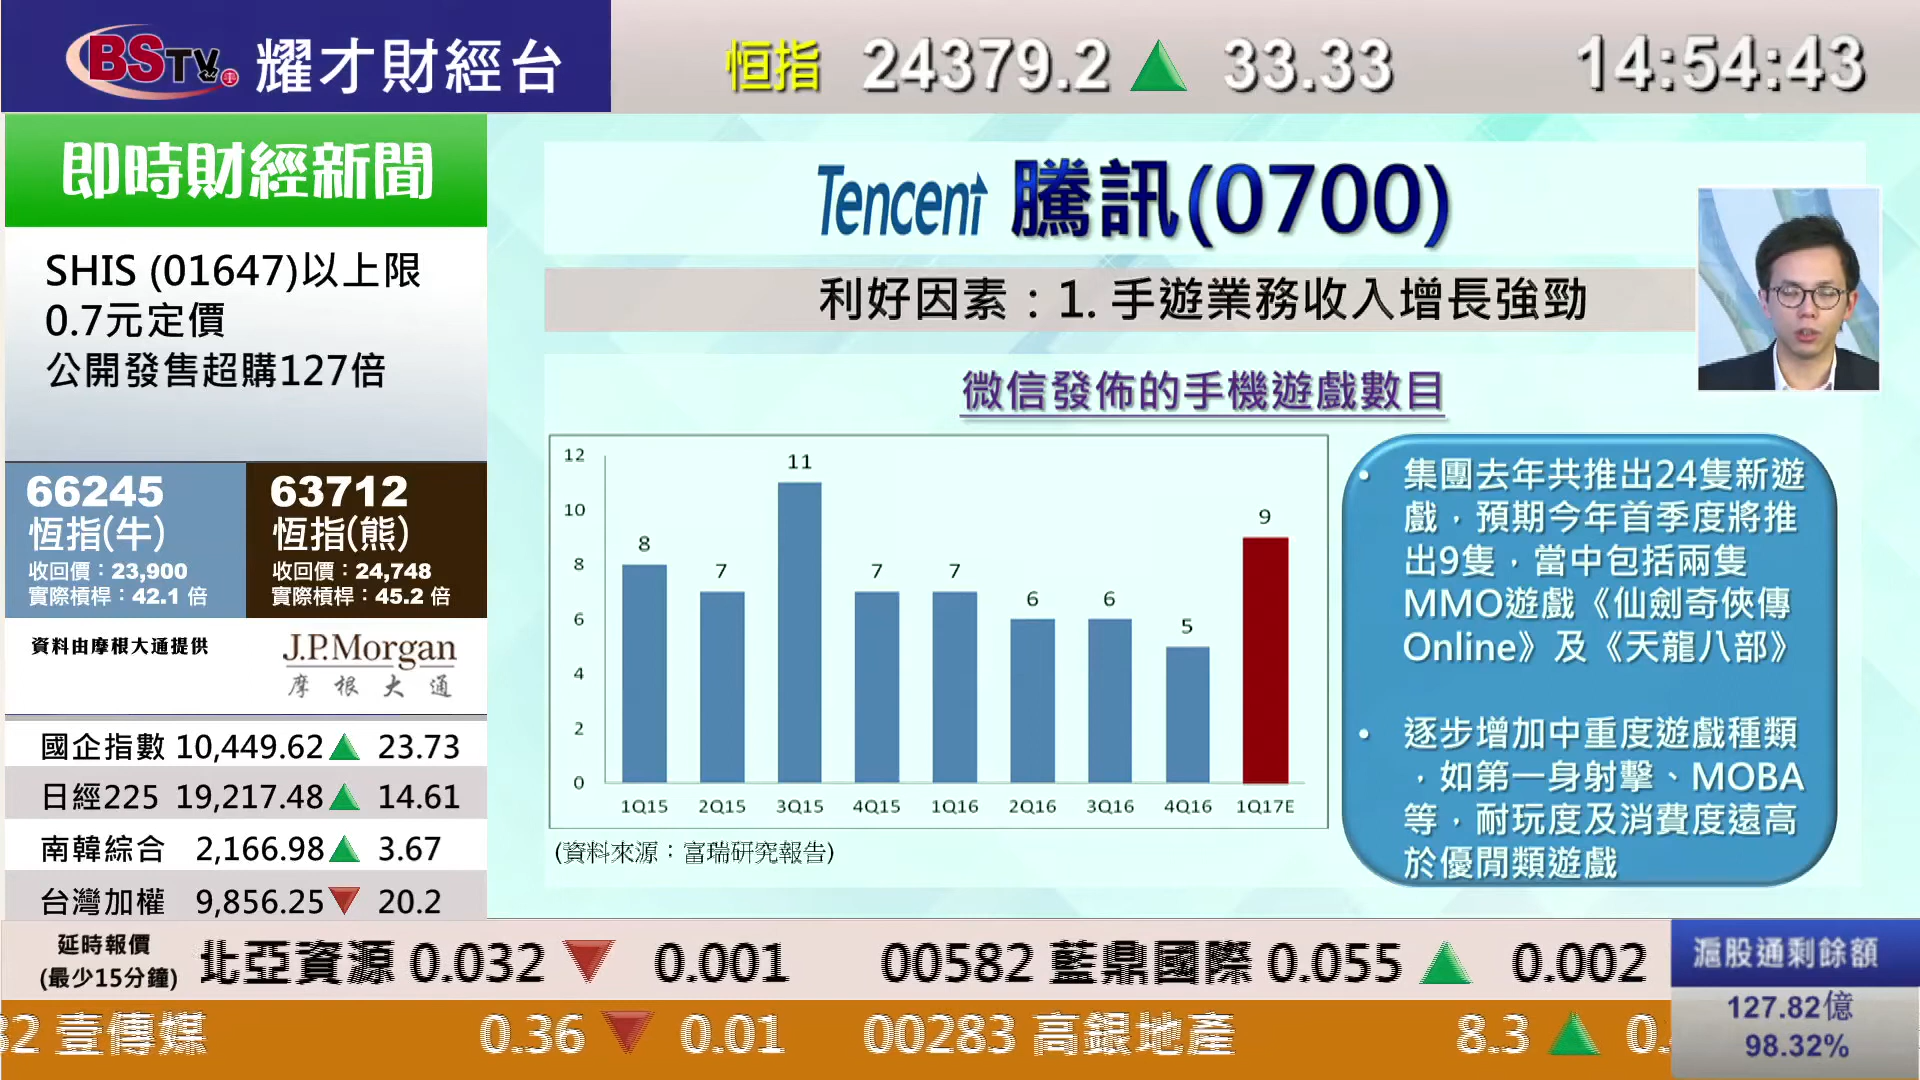 BSTV 耀才財經台
恒指 24379.2 ▲ 33.33
14:54:43
即時財經新聞
SHIS (01647)以上限
0.7元定價
公開發售超購127倍
66245
恆指(牛)
收回價：23,900
實際槓桿：42.1 倍
63712
恆指(熊)
收回價：24,748
實際槓桿：45.2 倍
資料由摩根大通提供
J.P.Morgan
摩根大通
國企指數 10,449.62 ▲ 23.73
日經225 19,217.48 ▲ 14.61
南韓綜合 2,166.98 ▲ 3.67
台灣加權 9,856.25 ▼ 20.2
Tencent 騰訊(0700)
利好因素：1. 手遊業務收入增長強勁
微信發佈的手機遊戲數目
12
10
8
6
4
2
0
8
7
11
7
7
6
6
5
9
1Q15 2Q15 3Q15 4Q15 1Q16 2Q16 3Q16 4Q16 1Q17E
(資料來源：富瑞研究報告)
• 集團去年共推出24隻新遊
戲，預期今年首季度將推
出9隻，當中包括兩隻
MMO遊戲《仙劍奇俠傳
Online》及《天龍八部》
• 逐步增加中重度遊戲種類
，如第一身射擊、MOBA
等，耐玩度及消費度遠高
於優閒類遊戲
延時報價
(最少15分鐘)
北亞資源 0.032 ▼ 0.001 00582 藍鼎國際 0.055 ▲ 0.002
壹傳媒 0.36 ▼ 0.01 00283 高銀地產 8.3 ▲
滬股通剩餘額
127.82億
98.32%